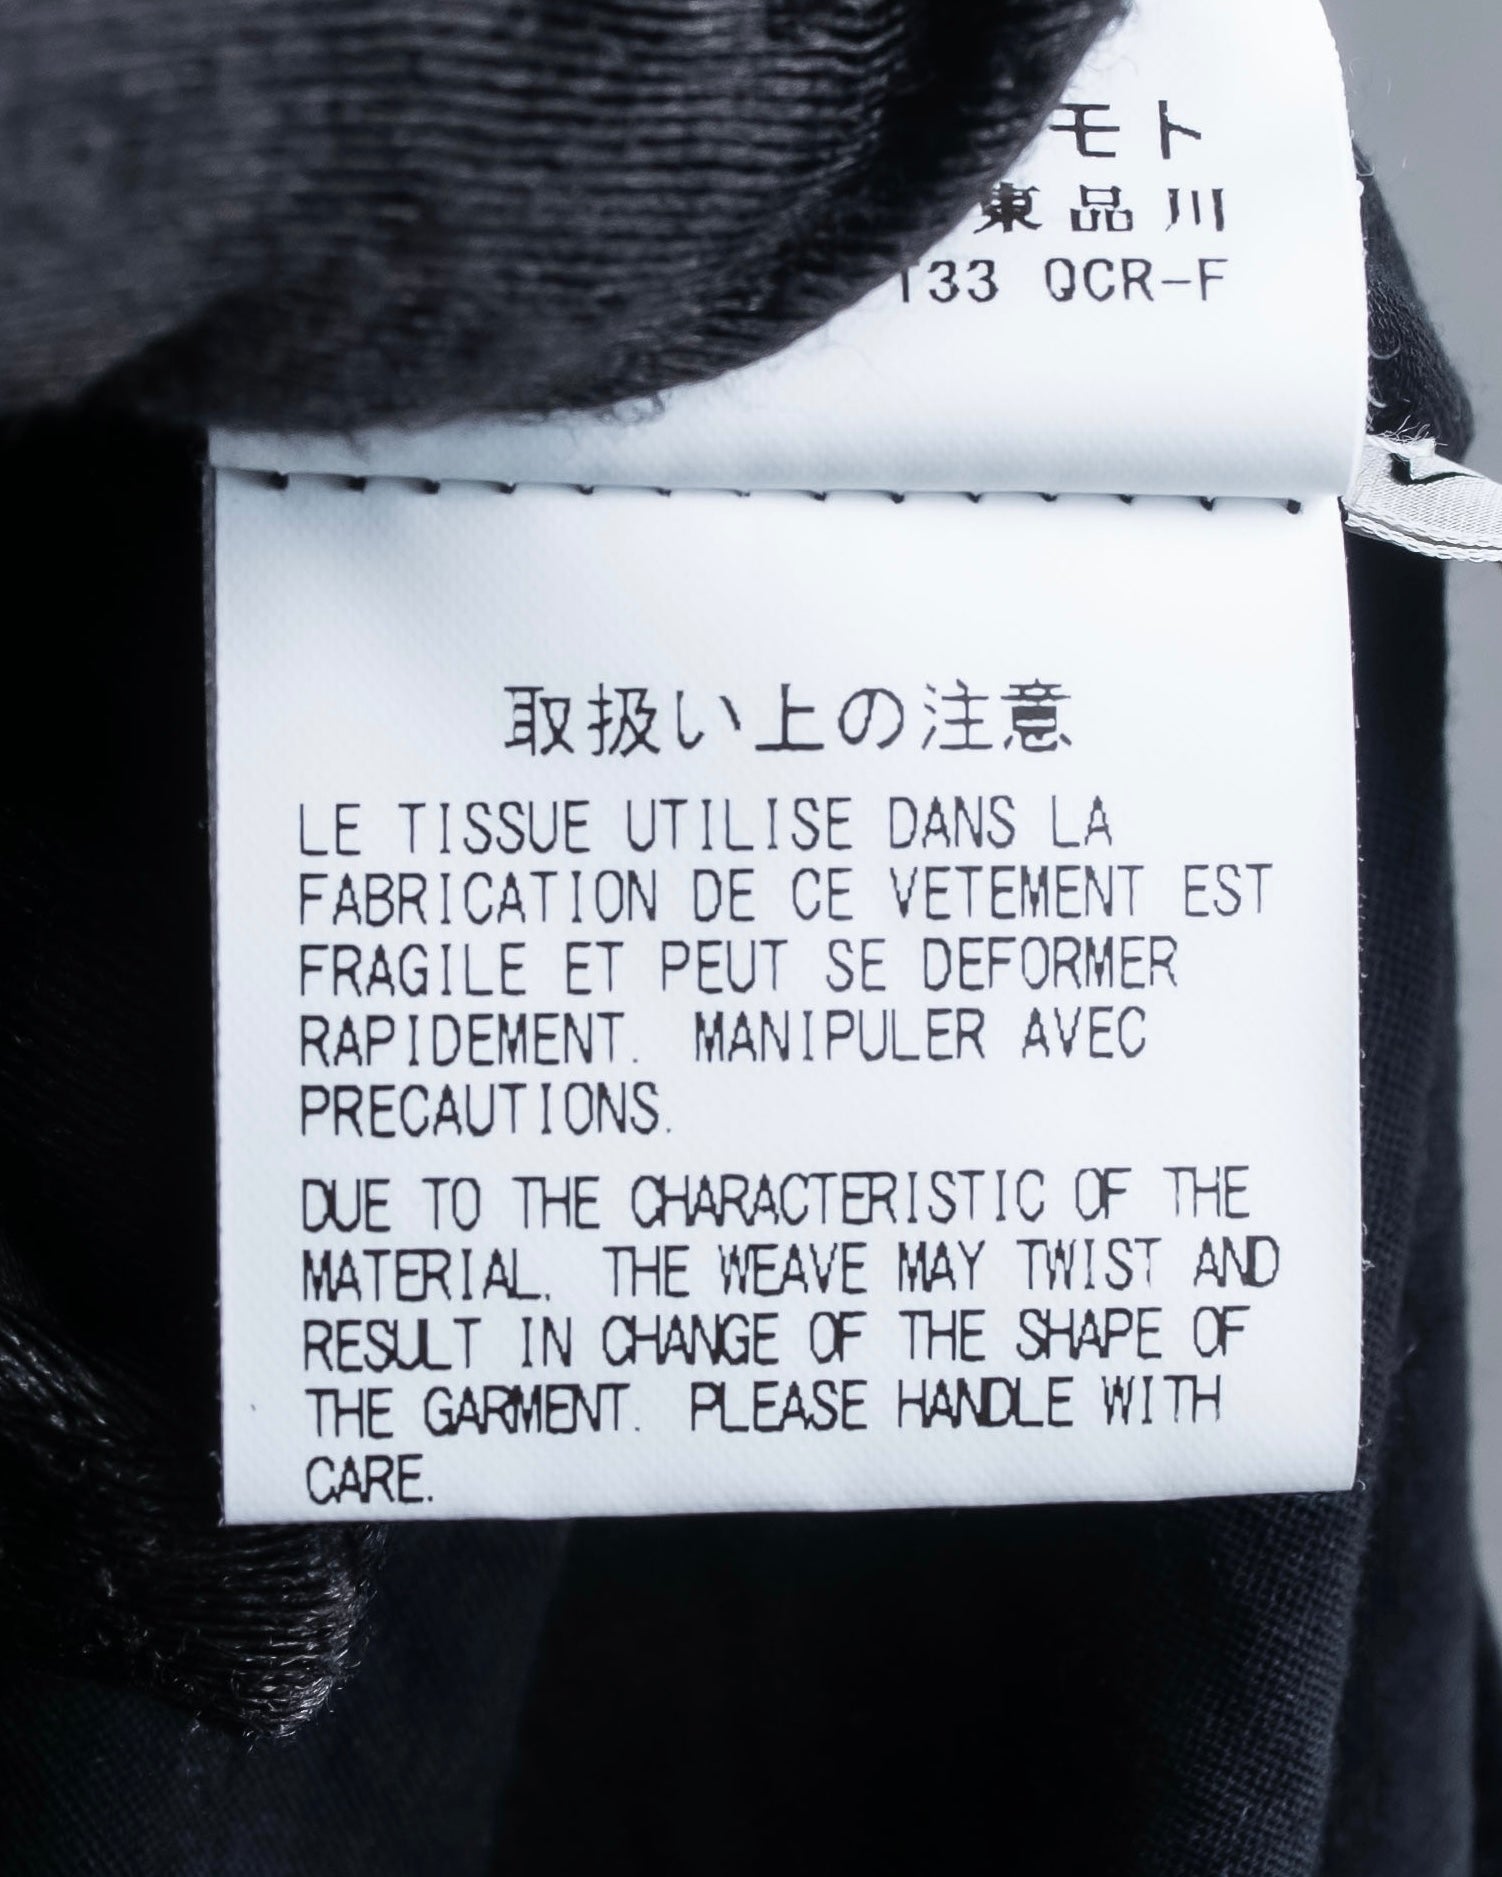 モト
東品川
133 QCR-F
取扱い上の注意
LE TISSUE UTILISE DANS LA
FABRICATION DE CE VETEMENT EST
FRAGILE ET PEUT SE DEFORMER
RAPIDEMENT. MANIPULER AVEC
PRECAUTIONS.
DUE TO THE CHARACTERISTIC OF THE
MATERIAL, THE WEAVE MAY TWIST AND
RESULT IN CHANGE OF THE SHAPE OF
THE GARMENT. PLEASE HANDLE WITH
CARE.